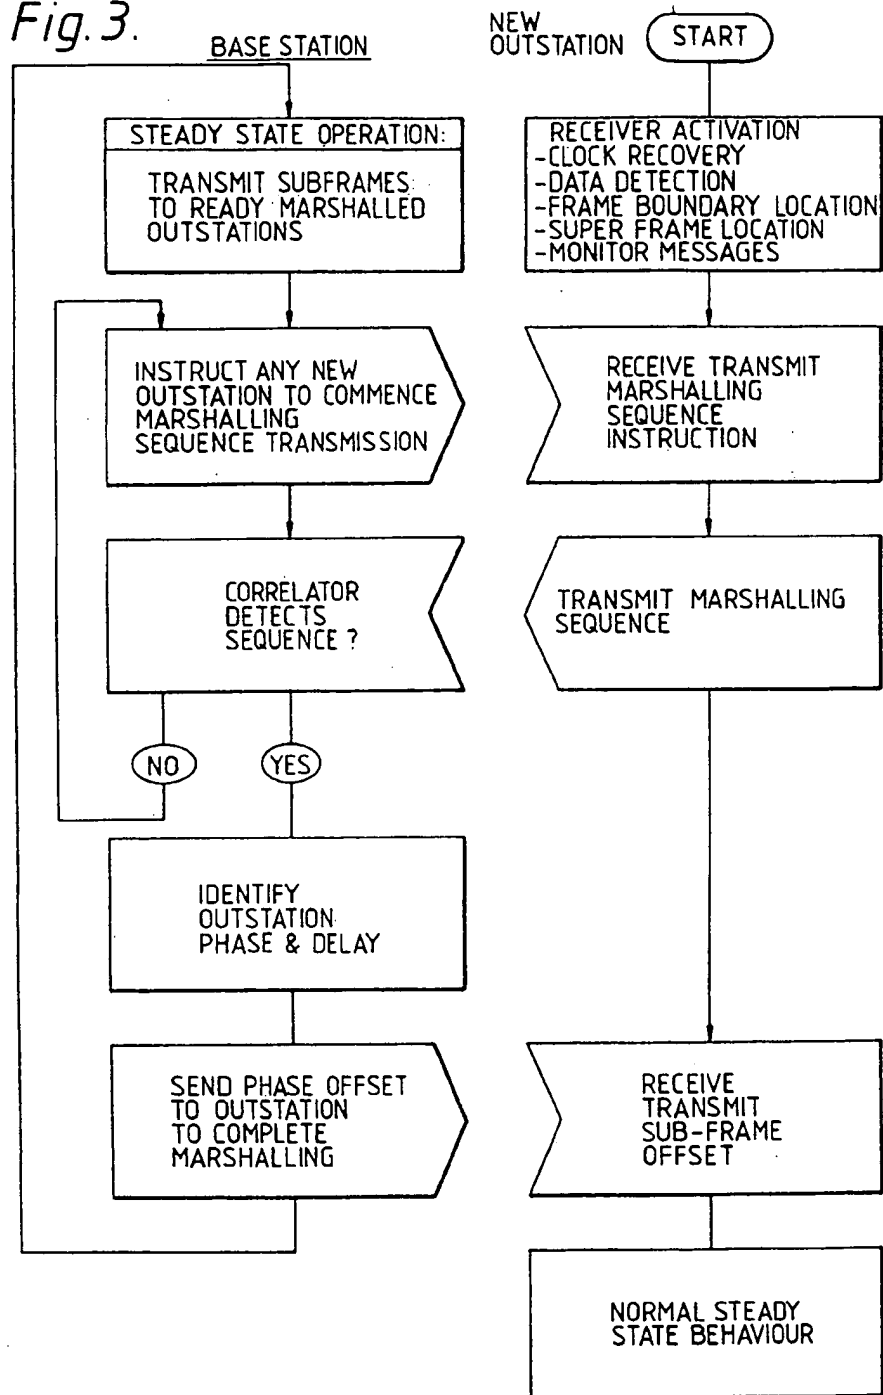 Fig. 3.
BASE STATION
STEADY STATE OPERATION:
TRANSMIT SUBFRAMES
TO READY MARSHALLED
OUTSTATIONS
INSTRUCT ANY NEW
OUTSTATION TO COMMENCE
MARSHALLING
SEQUENCE TRANSMISSION
CORRELATOR
DETECTS
SEQUENCE ?
NO
YES
IDENTIFY
OUTSTATION
PHASE & DELAY
SEND PHASE OFFSET
TO OUTSTATION
TO COMPLETE
MARSHALLING
NEW
OUTSTATION
START
RECEIVER ACTIVATION
-CLOCK RECOVERY
-DATA DETECTION
-FRAME BOUNDARY LOCATION
-SUPER FRAME LOCATION
-MONITOR MESSAGES
RECEIVE TRANSMIT
MARSHALLING
SEQUENCE
INSTRUCTION
TRANSMIT MARSHALLING
SEQUENCE
RECEIVE
TRANSMIT
SUB-FRAME
OFFSET
NORMAL STEADY
STATE BEHAVIOUR